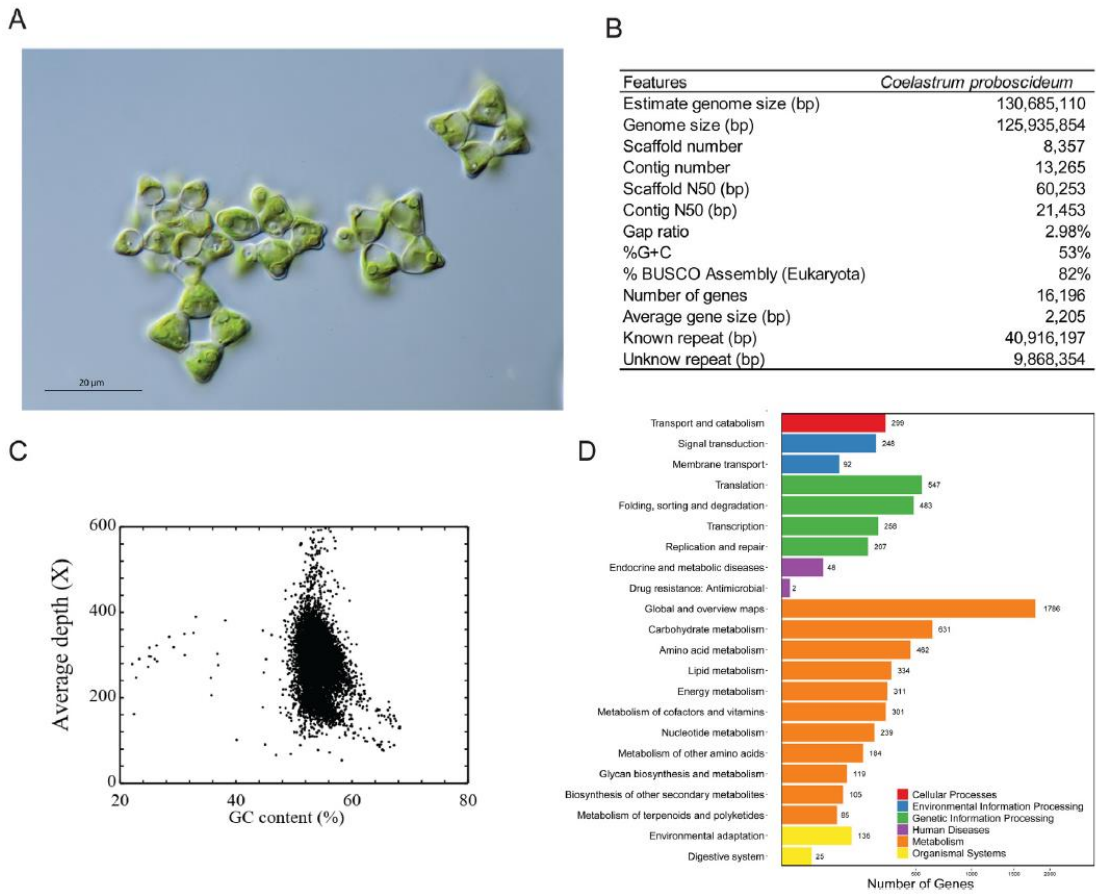 A
20 µm
B
Features Coelastrum proboscideum
Estimate genome size (bp) 130,685,110
Genome size (bp) 125,935,854
Scaffold number 8,357
Contig number 13,265
Scaffold N50 (bp) 60,253
Contig N50 (bp) 21,453
Gap ratio 2.98%
%G+C 53%
% BUSCO Assembly (Eukaryota) 82%
Number of genes 16,196
Average gene size (bp) 2,205
Known repeat (bp) 40,916,197
Unknow repeat (bp) 9,868,354
C
Average depth (X)
600
400
200
0
20 40 60 80
GC content (%)
D
Transport and catabolism 299
Signal transduction 248
Membrane transport 92
Translation 547
Folding, sorting and degradation 483
Transcription 258
Replication and repair 207
Endocrine and metabolic diseases 48
Drug resistance: Antimicrobial 2
Global and overview maps 1786
Carbohydrate metabolism 631
Amino acid metabolism 462
Lipid metabolism 334
Energy metabolism 311
Metabolism of cofactors and vitamins 301
Nucleotide metabolism 239
Metabolism of other amino acids 184
Glycan biosynthesis and metabolism 119
Biosynthesis of other secondary metabolites 105
Metabolism of terpenoids and polyketides 85
Environmental adaptation 136
Digestive system 25
Cellular Processes
Environmental Information Processing
Genetic Information Processing
Human Diseases
Metabolism
Organismal Systems
500 1000 1500 2000
Number of Genes